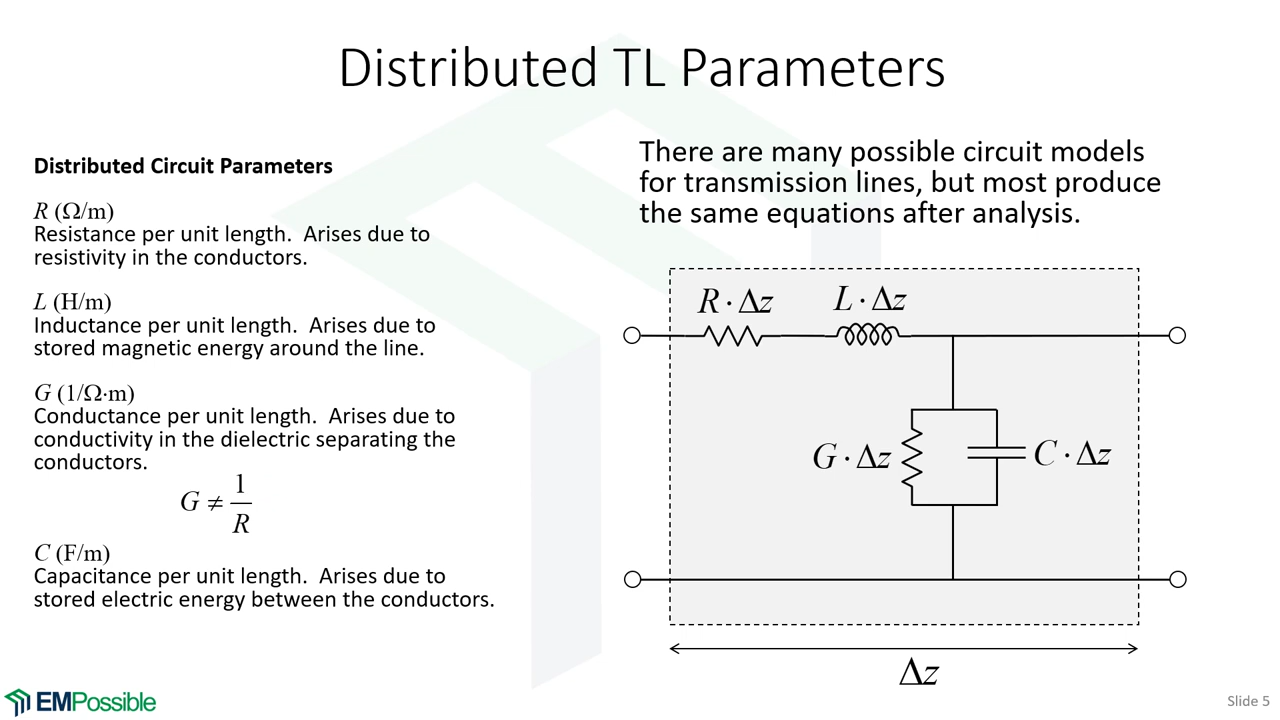 Distributed TL Parameters
Distributed Circuit Parameters
R (Ω/m)
Resistance per unit length.  Arises due to
resistivity in the conductors.
L (H/m)
Inductance per unit length.  Arises due to
stored magnetic energy around the line.
G (1/Ω·m)
Conductance per unit length.  Arises due to
conductivity in the dielectric separating the
conductors.
G ≠ 1/R
C (F/m)
Capacitance per unit length.  Arises due to
stored electric energy between the conductors.
There are many possible circuit models
for transmission lines, but most produce
the same equations after analysis.
R · Δz
L · Δz
G · Δz
C · Δz
Δz
EMPossible
Slide 5